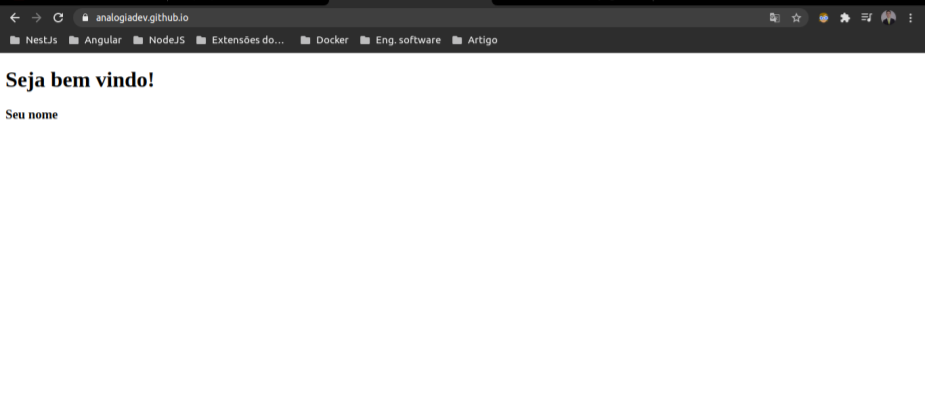 analogiadev.github.io
NestJs Angular NodeJS Extensões do... Docker Eng. software Artigo
Seja bem vindo!
Seu nome